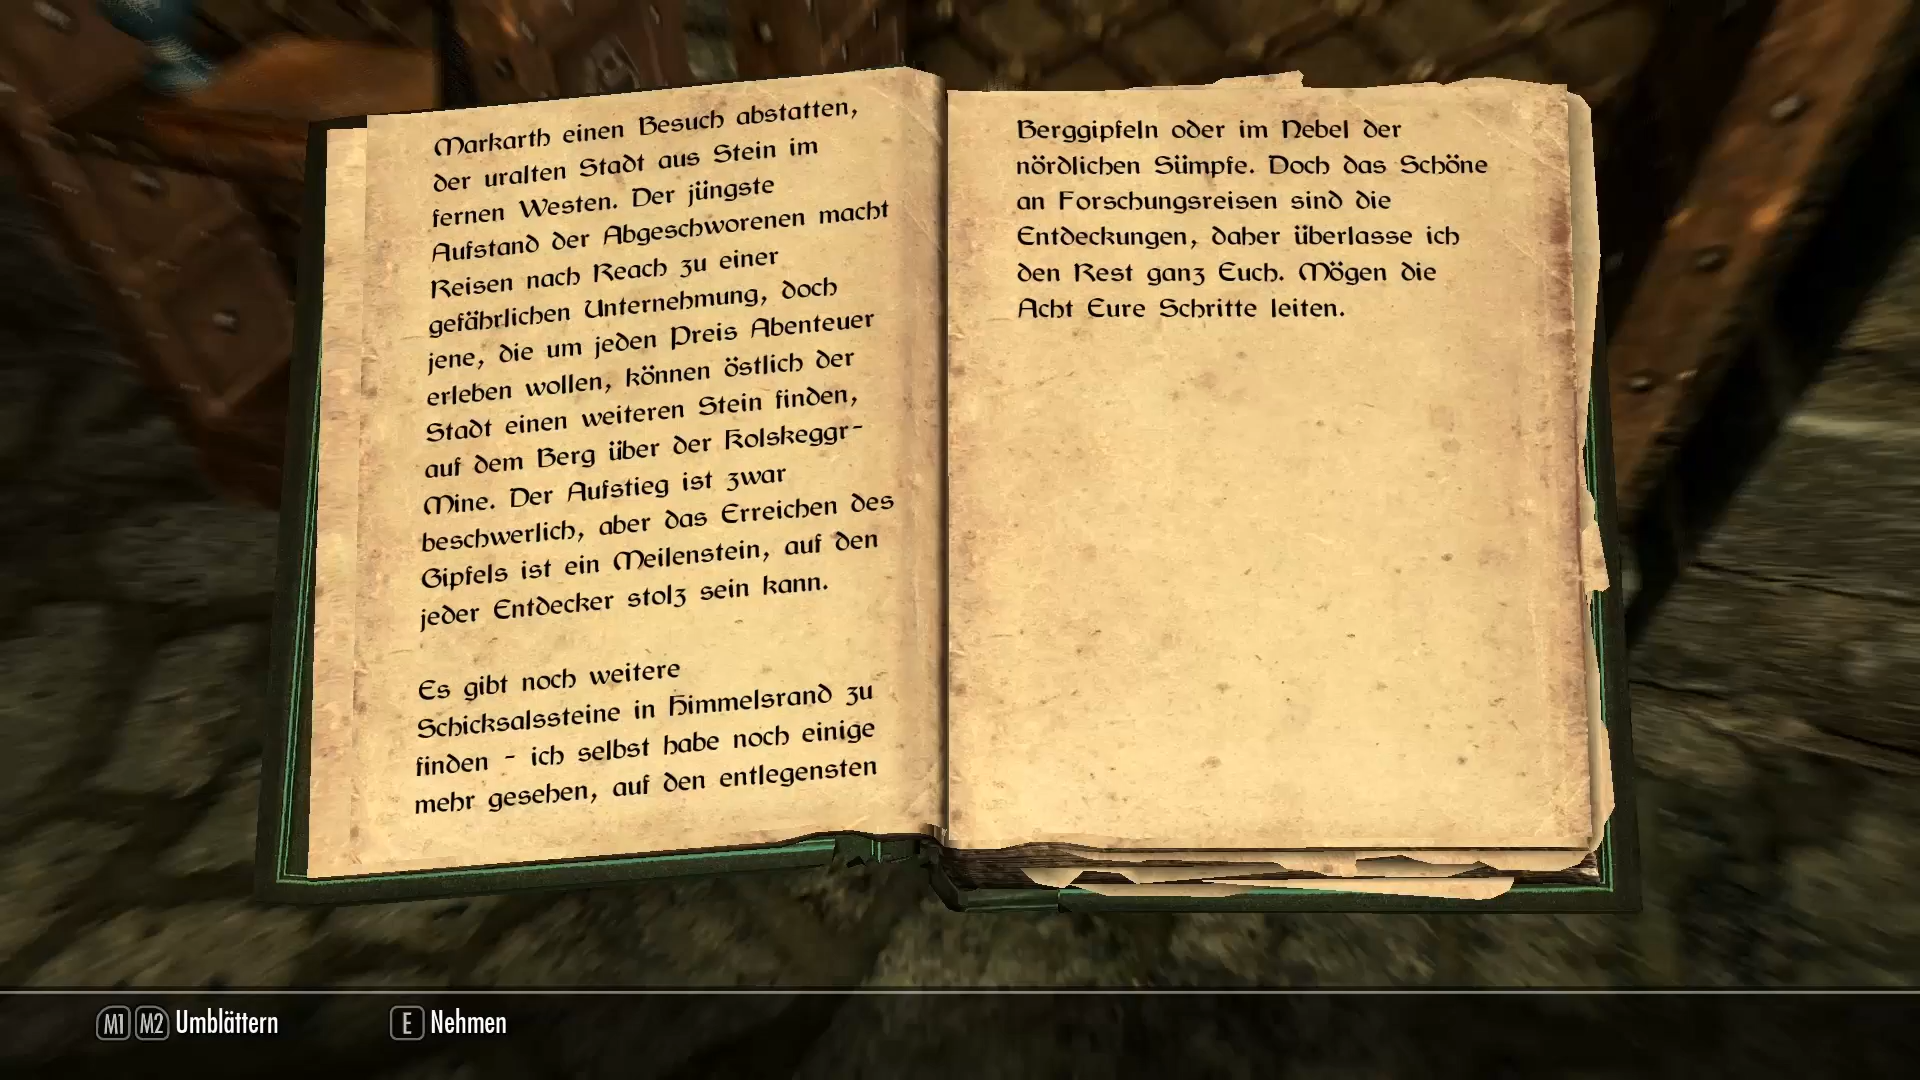 Markarth einen Besuch abstatten,
der uralten Stadt aus Stein im
fernen Westen. Der jüngste
Aufstand der Abgeschworenen macht
Reisen nach Reach zu einer
gefährlichen Unternehmung, doch
jene, die um jeden Preis Abenteuer
erleben wollen, können östlich der
Stadt einen weiteren Stein finden,
auf dem Berg über der Kolskeggr-
Mine. Der Aufstieg ist zwar
beschwerlich, aber das Erreichen des
Gipfels ist ein Meilenstein, auf den
jeder Entdecker stolz sein kann.
Es gibt noch weitere
Schicksalssteine in Himmelsrand zu
finden - ich selbst habe noch einige
mehr gesehen, auf den entlegensten
Berggipfeln oder im Nebel der
nördlichen Sümpfe. Doch das Schöne
an Forschungsreisen sind die
Entdeckungen, daher überlasse ich
den Rest ganz Euch. Mögen die
Acht Eure Schritte leiten.
M1 M2 Umblättern
E Nehmen